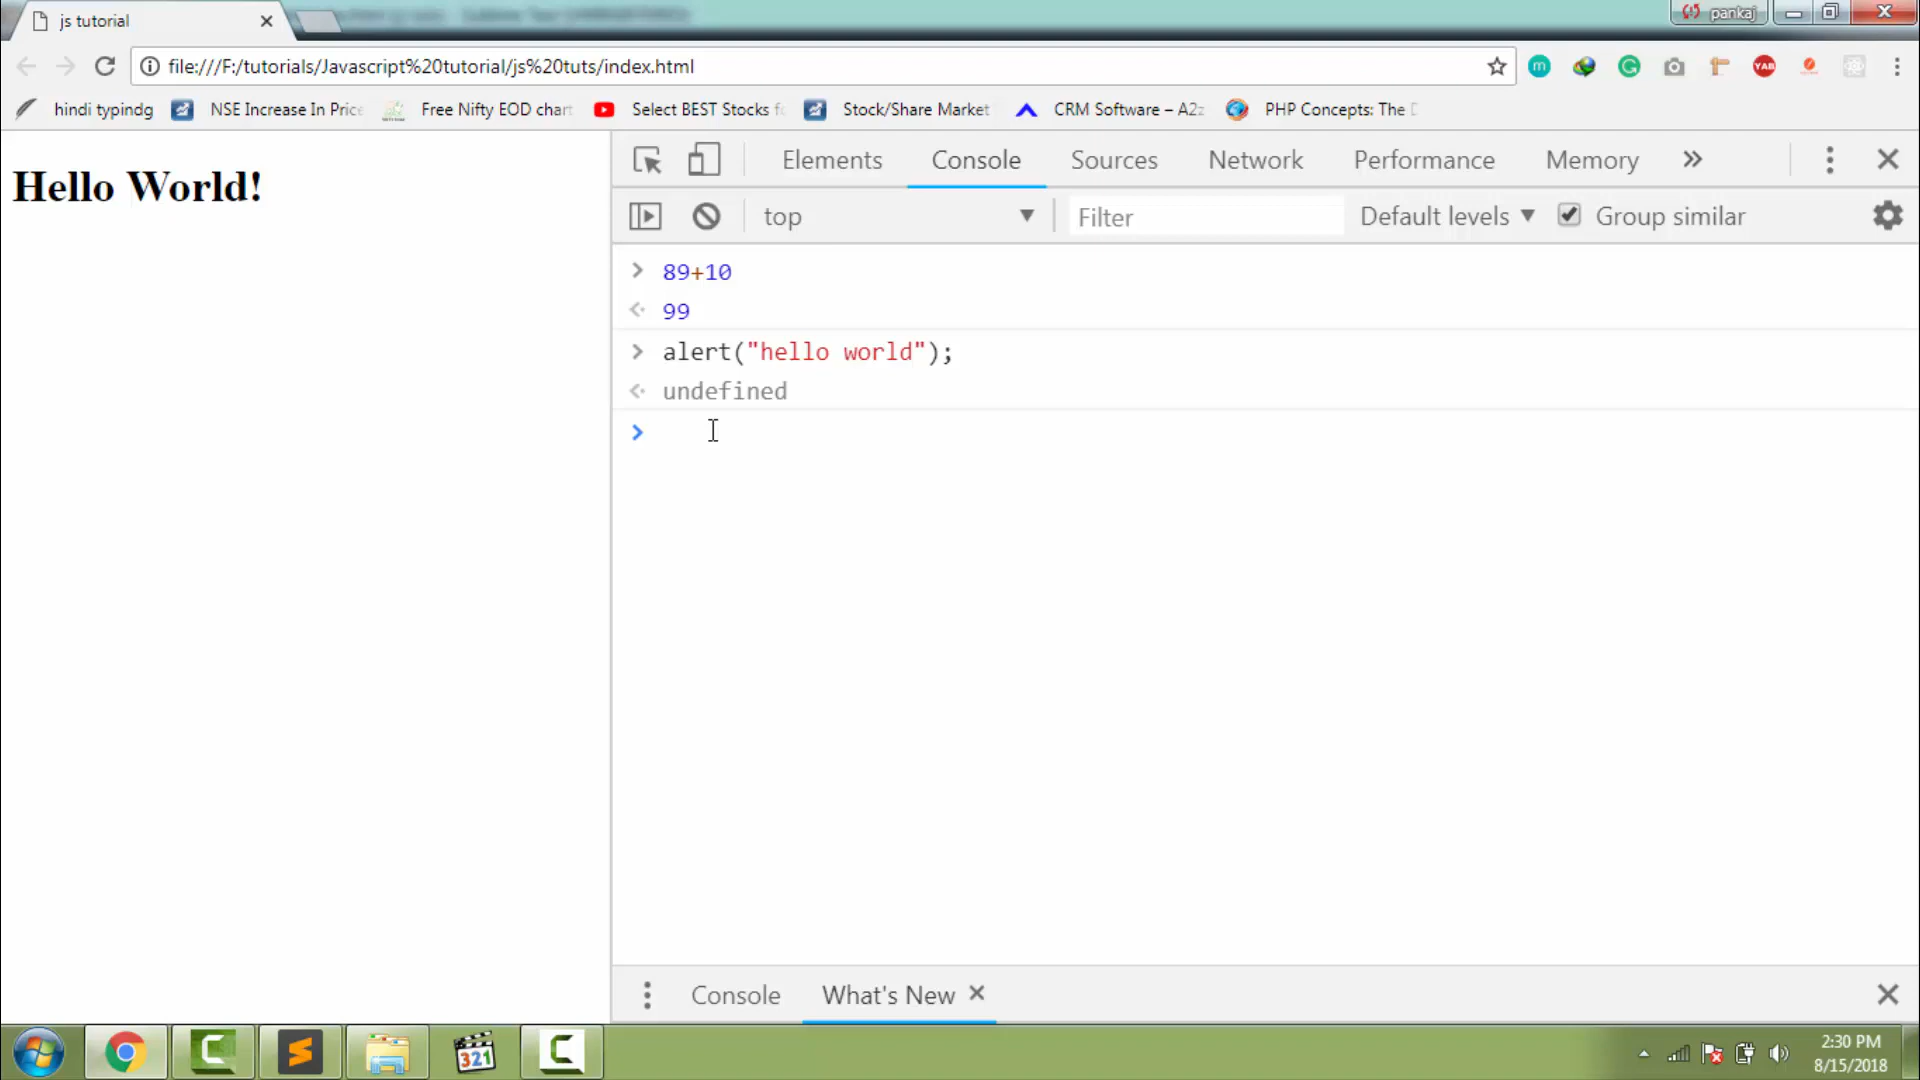 js tutorial
pankaj
file:///F:/tutorials/Javascript%20tutorial/js%20tuts/index.html
hindi typindg
NSE Increase In Price
Free Nifty EOD chart
Select BEST Stocks f
Stock/Share Market
CRM Software – A2z
PHP Concepts: The D
Hello World!
Elements
Console
Sources
Network
Performance
Memory
top
Filter
Default levels
Group similar
89+10
99
alert("hello world");
undefined
Console
What's New
321
2:30 PM
8/15/2018